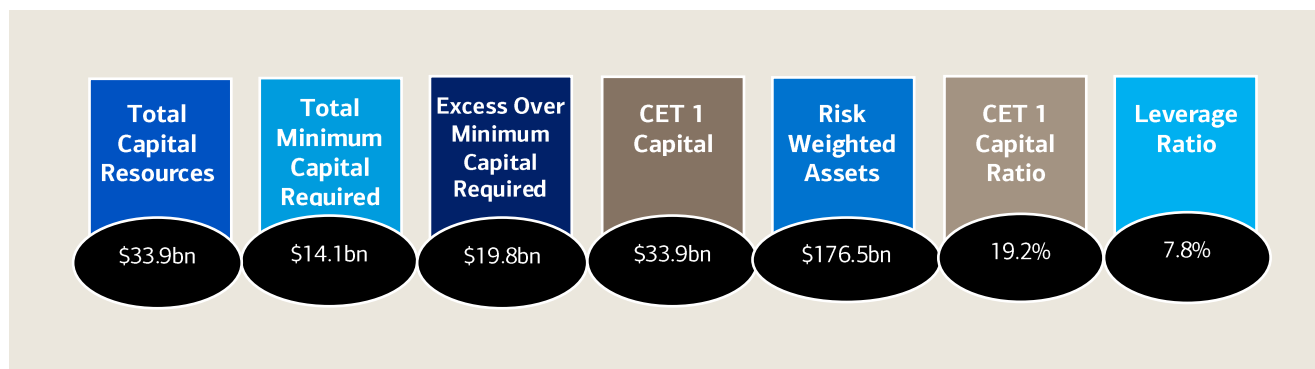 Total
Capital
Resources
$33.9bn
Total
Minimum
Capital
Required
$14.1bn
Excess Over
Minimum
Capital
Required
$19.8bn
CET 1
Capital
$33.9bn
Risk
Weighted
Assets
$176.5bn
CET 1
Capital
Ratio
19.2%
Leverage
Ratio
7.8%